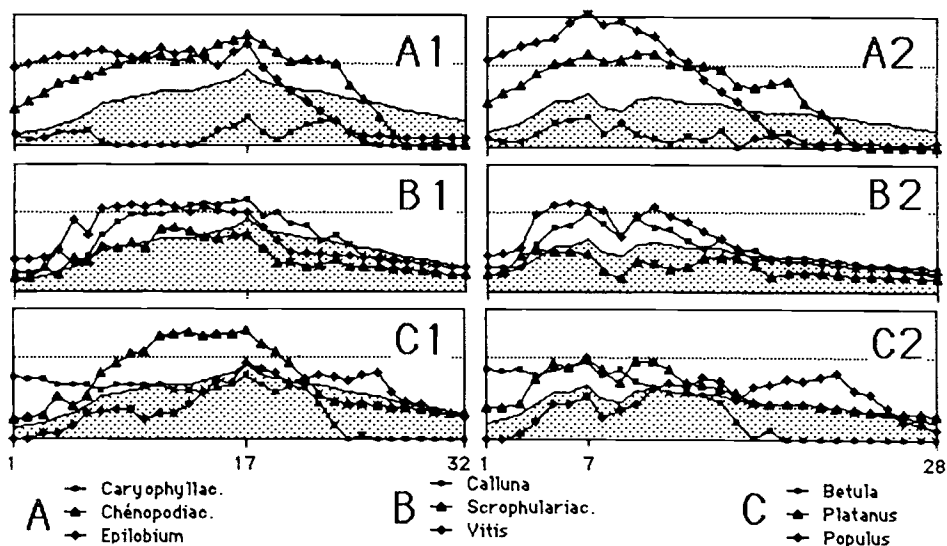 A1 A2
B1 B2
C1 C2
1 17 32 1 7 28
A B C
Caryophyllac. Calluna Betula
Chénopodiac. Scrophulariac. Platanus
Epilobium Vitis Populus